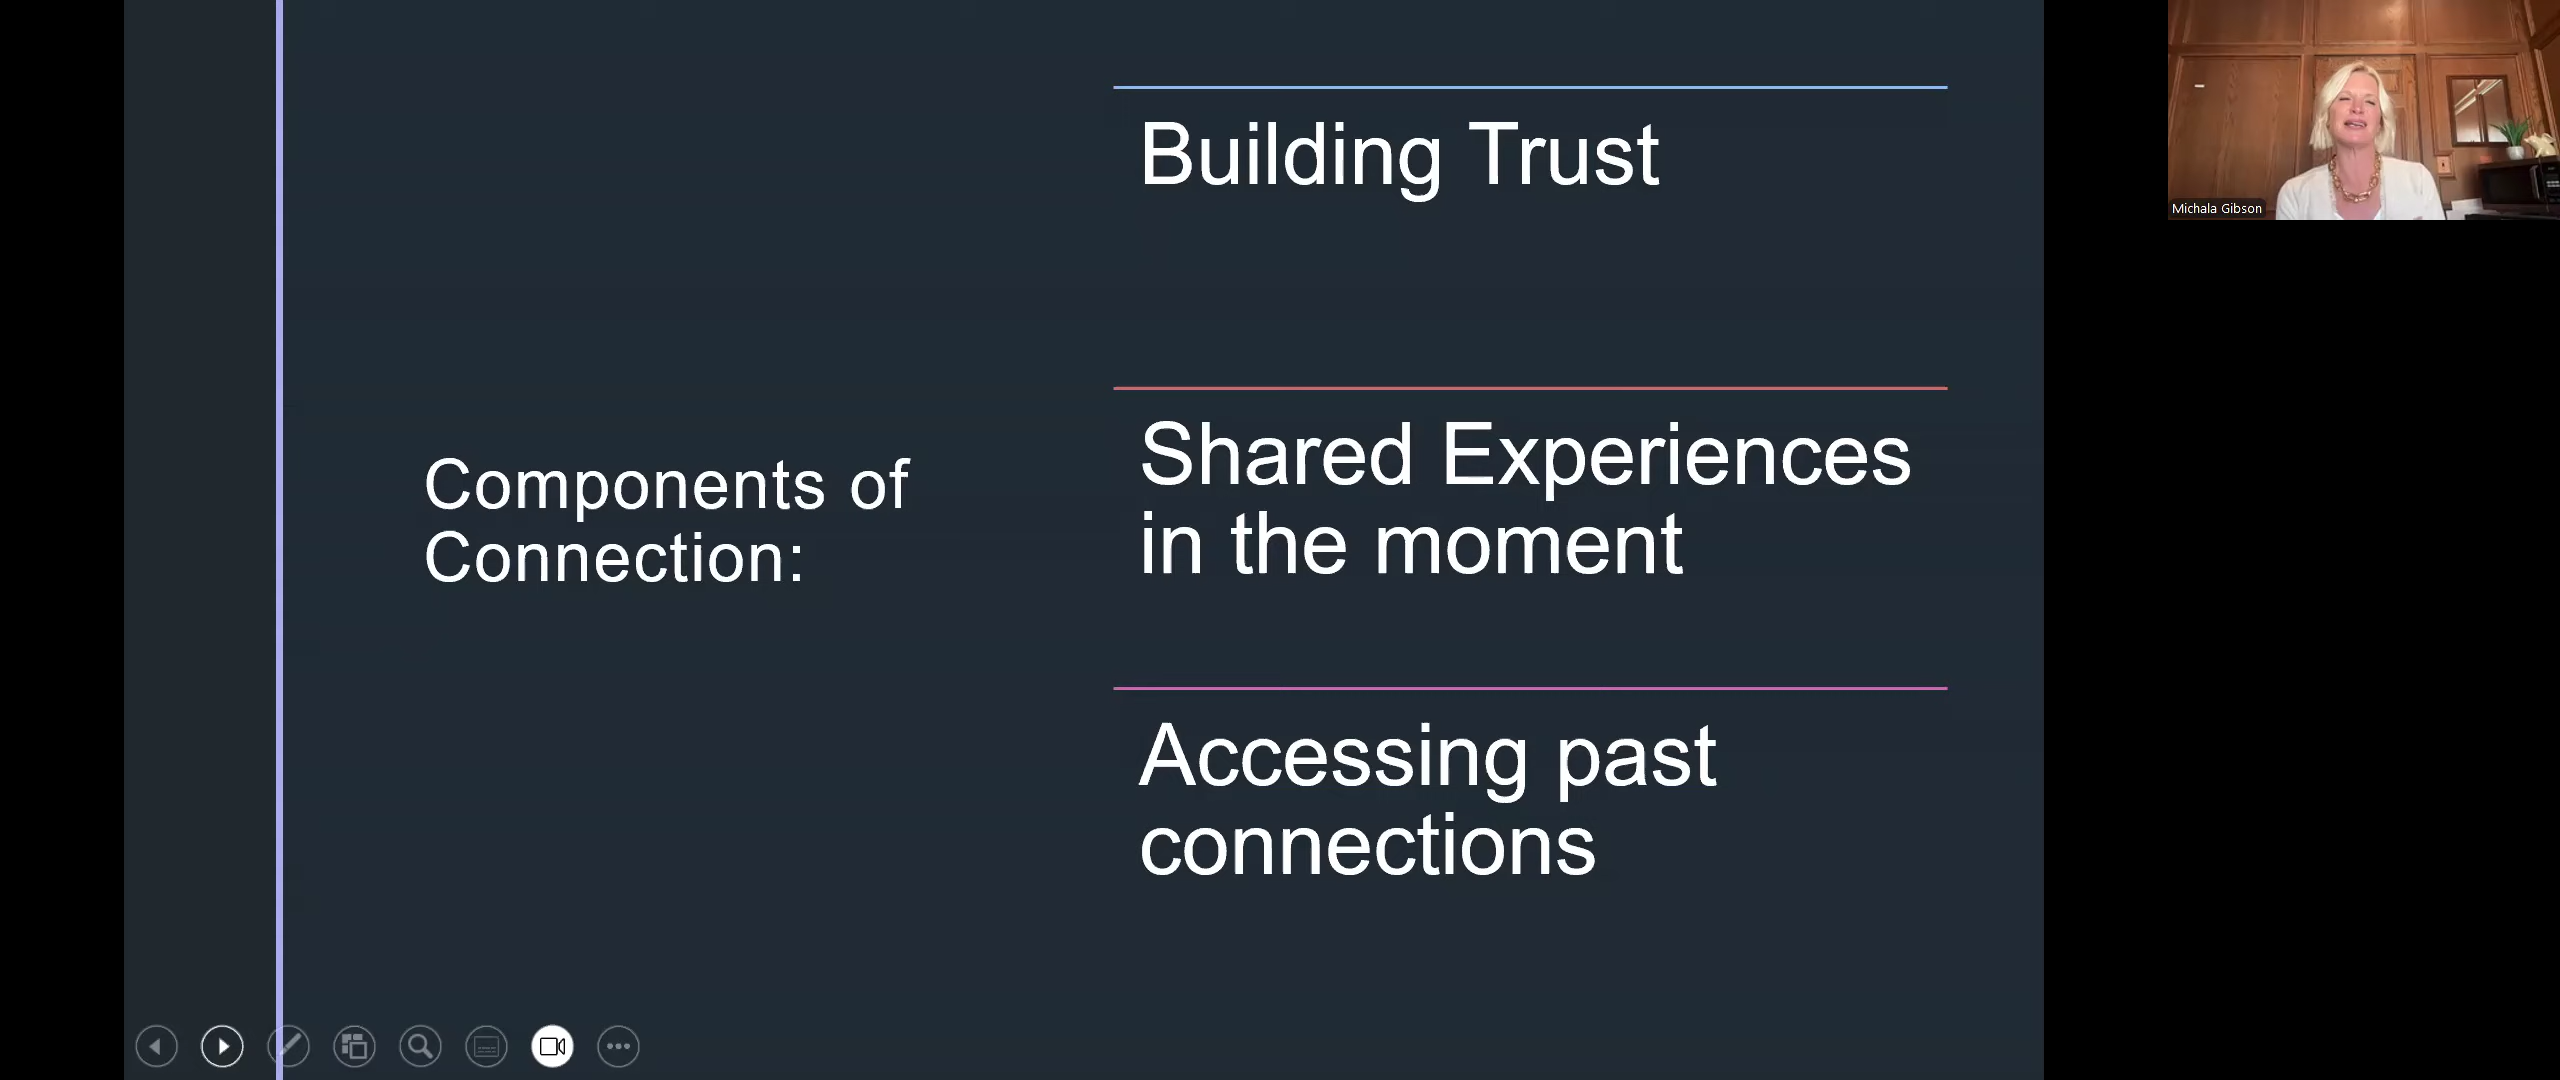 Components of
Connection:
Building Trust
Shared Experiences
in the moment
Accessing past
connections
Michala Gibson